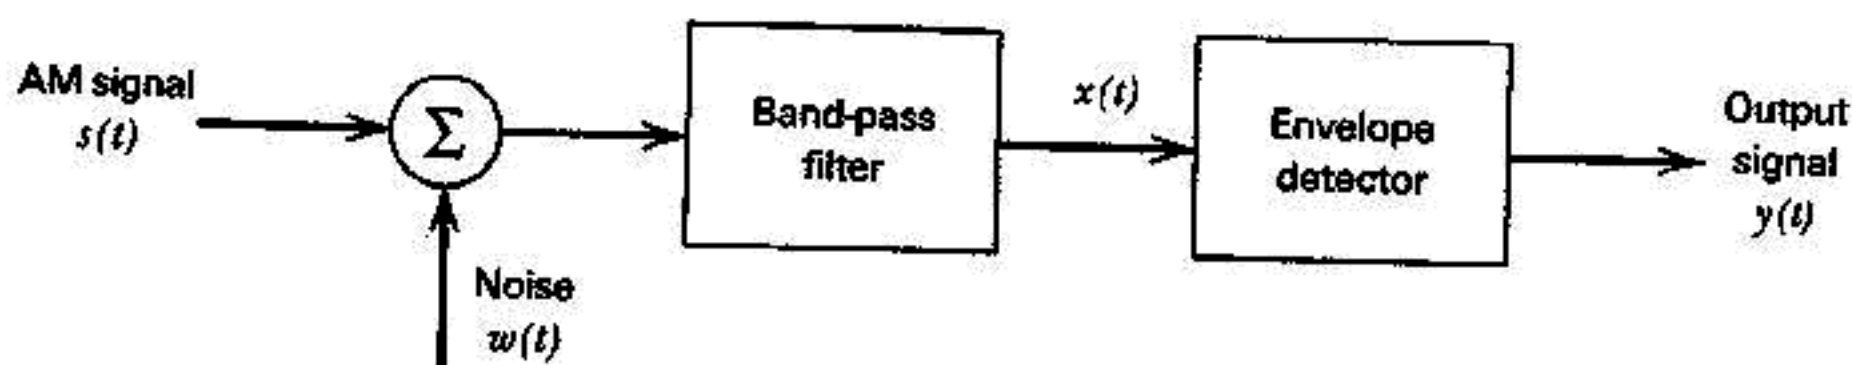 AM signal
s(t)
Σ
Noise
w(t)
Band-pass
filter
x(t)
Envelope
detector
Output
signal
y(t)